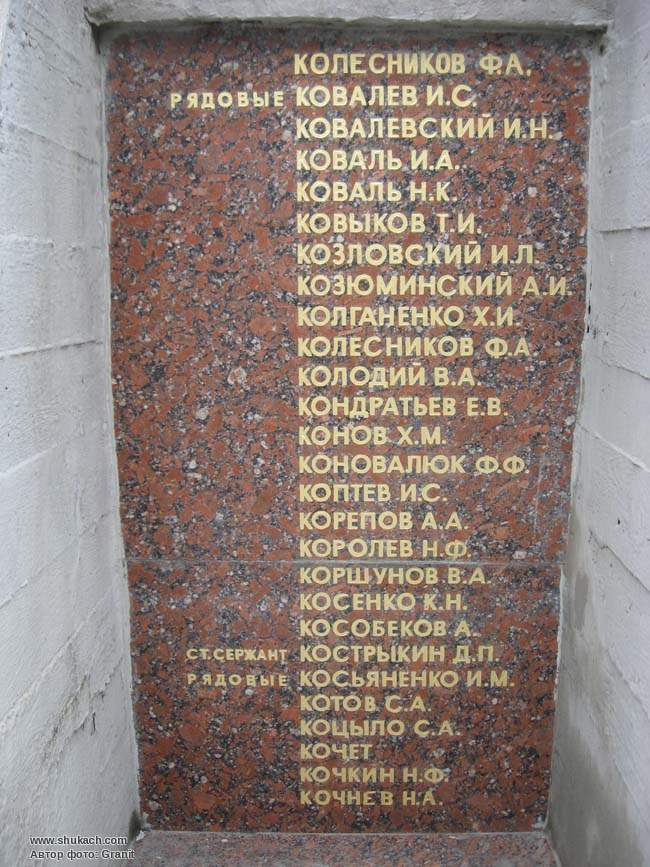 КОЛЕСНИКОВ Ф.А.
РЯДОВЫЕ КОВАЛЕВ И.С.
КОВАЛЕВСКИЙ И.Н.
КОВАЛЬ И.А.
КОВАЛЬ Н.К.
КОВЫКОВ Т.И.
КОЗЛОВСКИЙ И.Л.
КОЗЮМИНСКИЙ А.И.
КОЛГАНЕНКО Х.И.
КОЛЕСНИКОВ Ф.А.
КОЛОДИЙ В.А.
КОНДРАТЬЕВ Е.В.
КОНОВ Х.М.
КОНОВАЛЮК Ф.Ф.
КОПТЕВ И.С.
КОРЕПОВ А.А.
КОРОЛЕВ Н.Ф.
КОРШУНОВ В.А.
КОСЕНКО К.Н.
КОСОБЕКОВ А.
СТ.СЕРЖАНТ КОСТРЫКИН Д.П.
РЯДОВЫЕ КОСЬЯНЕНКО И.М.
КОТОВ С.А.
КОЦЫЛО С.А.
КОЧЕТ
КОЧКИН Н.Ф.
КОЧНЕВ Н.А.
www.shukach.com
Автор фото: Granit